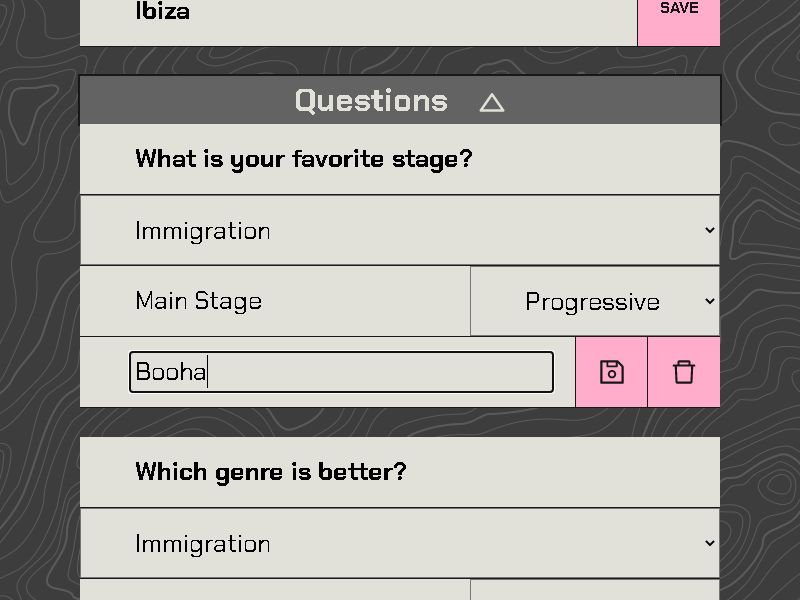 Ibiza
SAVE
Questions
What is your favorite stage?
Immigration
Main Stage
Progressive
Booha
Which genre is better?
Immigration